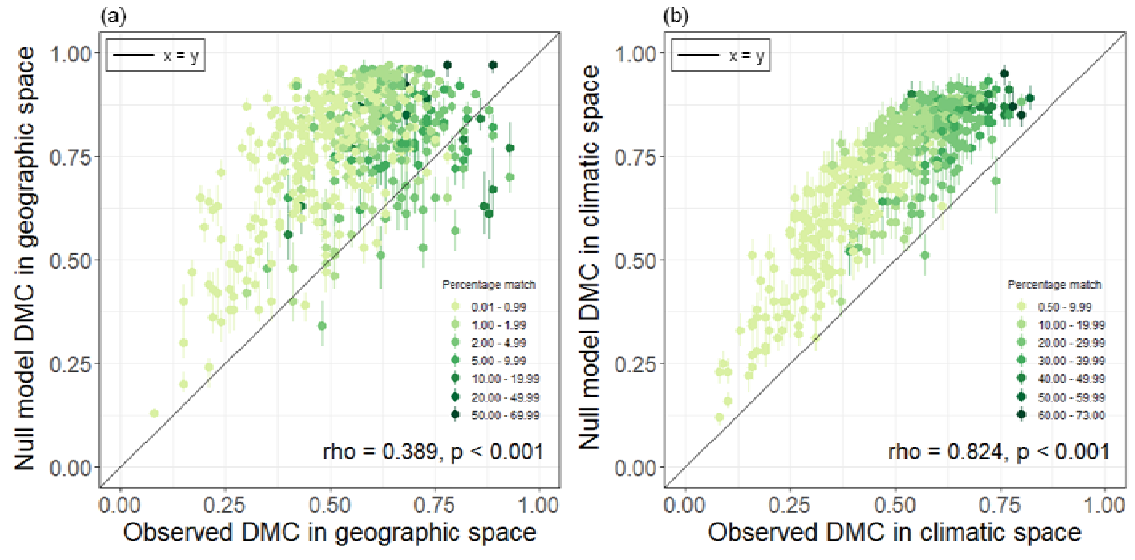 (a)
x = y
1.00
0.75
0.50
0.25
0.00
Null model DMC in geographic space
Percentage match
0.01 - 0.99
1.00 - 1.99
2.00 - 4.99
5.00 - 9.99
10.00 - 19.99
20.00 - 49.99
50.00 - 69.99
rho = 0.389, p < 0.001
0.00 0.25 0.50 0.75 1.00
Observed DMC in geographic space
(b)
x = y
1.00
0.75
0.50
0.25
0.00
Null model DMC in climatic space
Percentage match
0.50 - 9.99
10.00 - 19.99
20.00 - 29.99
30.00 - 39.99
40.00 - 49.99
50.00 - 59.99
60.00 - 73.00
rho = 0.824, p < 0.001
0.00 0.25 0.50 0.75 1.00
Observed DMC in climatic space